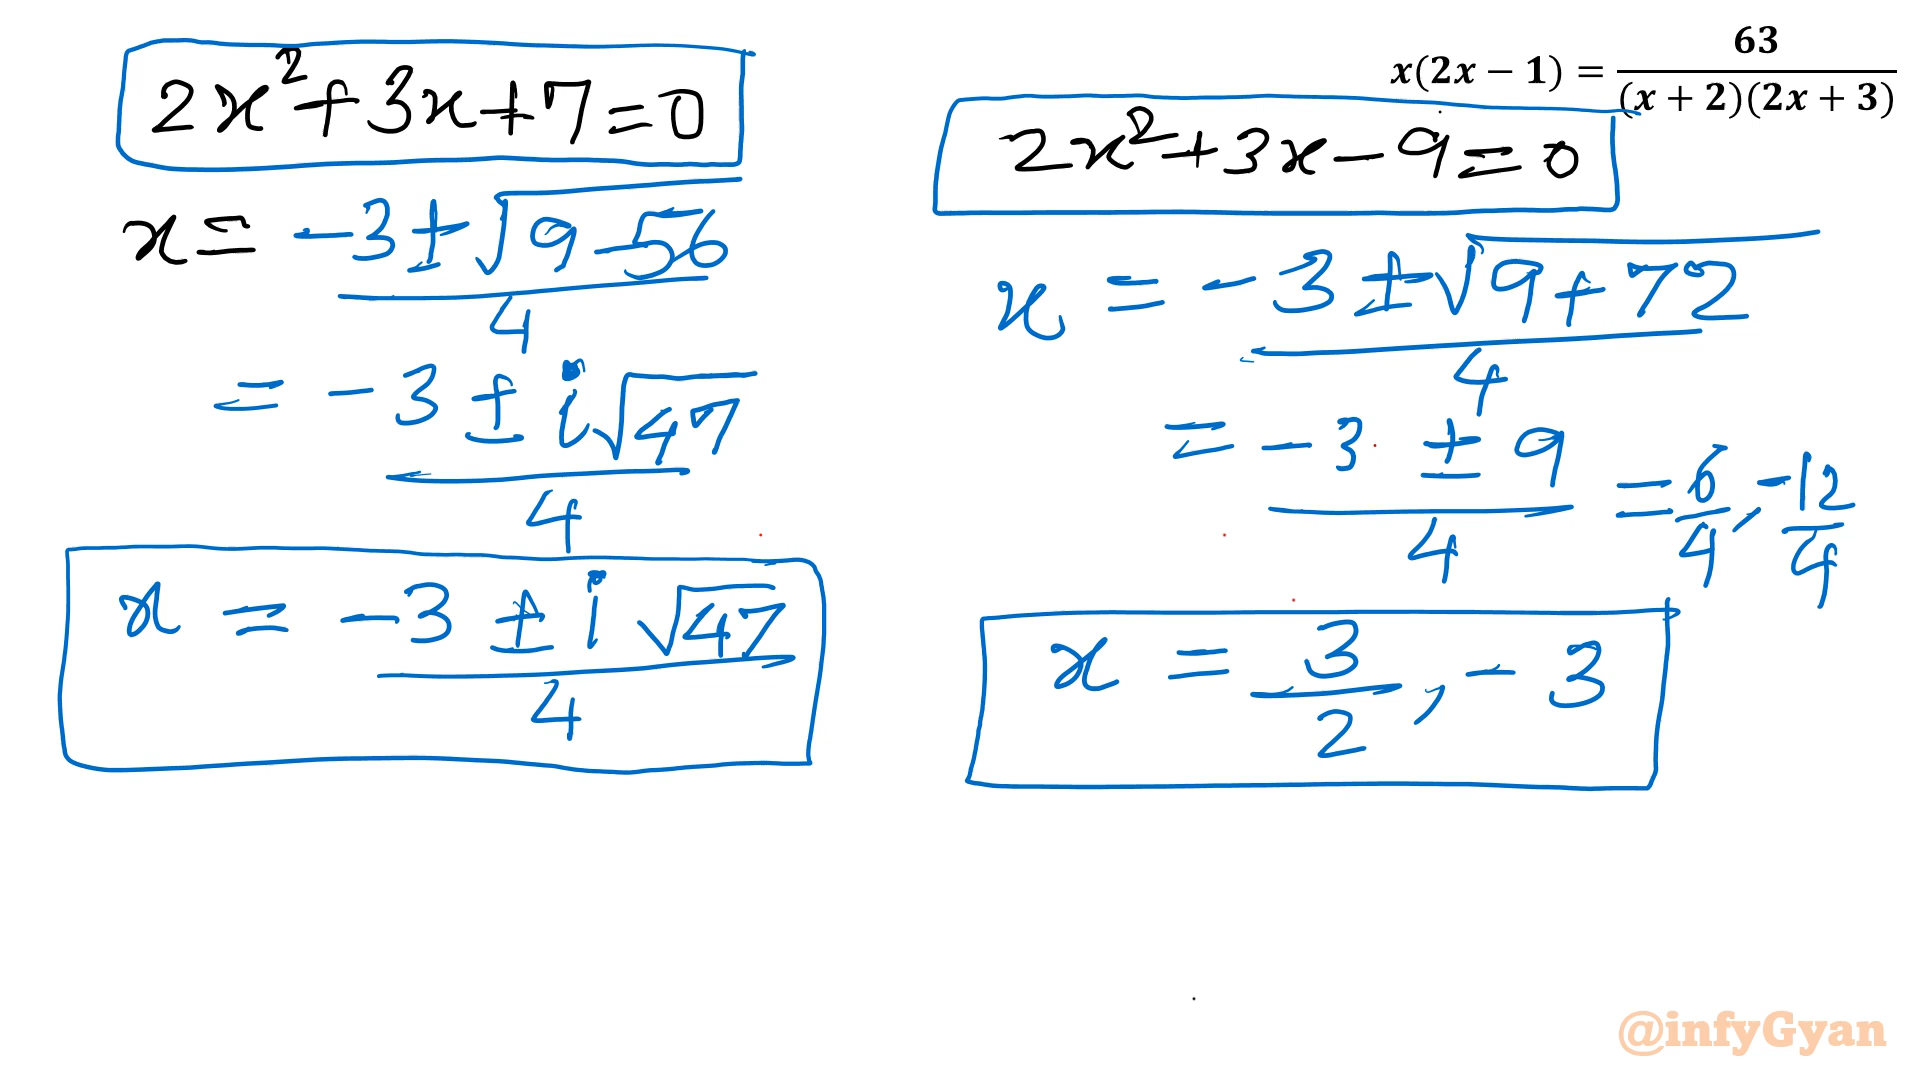 x(2x − 1) = 63/((x + 2)(2x + 3))
2x²+3x+7=0
x = (-3±√(9-56))/4
= (-3 ± i√47)/4
x = (-3 ± i√47)/4
2x²+3x-9=0
x = (-3±√(9+72))/4
= (-3 ± 9)/4 = 6/4, -12/4
x = 3/2, -3
@infyGyan